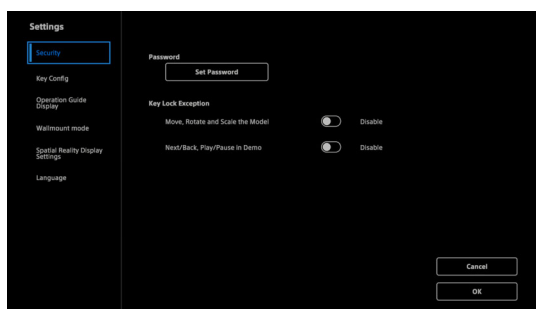 Settings
Security
Key Config
Operation Guide
Display
Wallmount mode
Spatial Reality Display
Settings
Language
Password
Set Password
Key Lock Exception
Move, Rotate and Scale the Model
Disable
Next/Back, Play/Pause in Demo
Disable
Cancel
OK